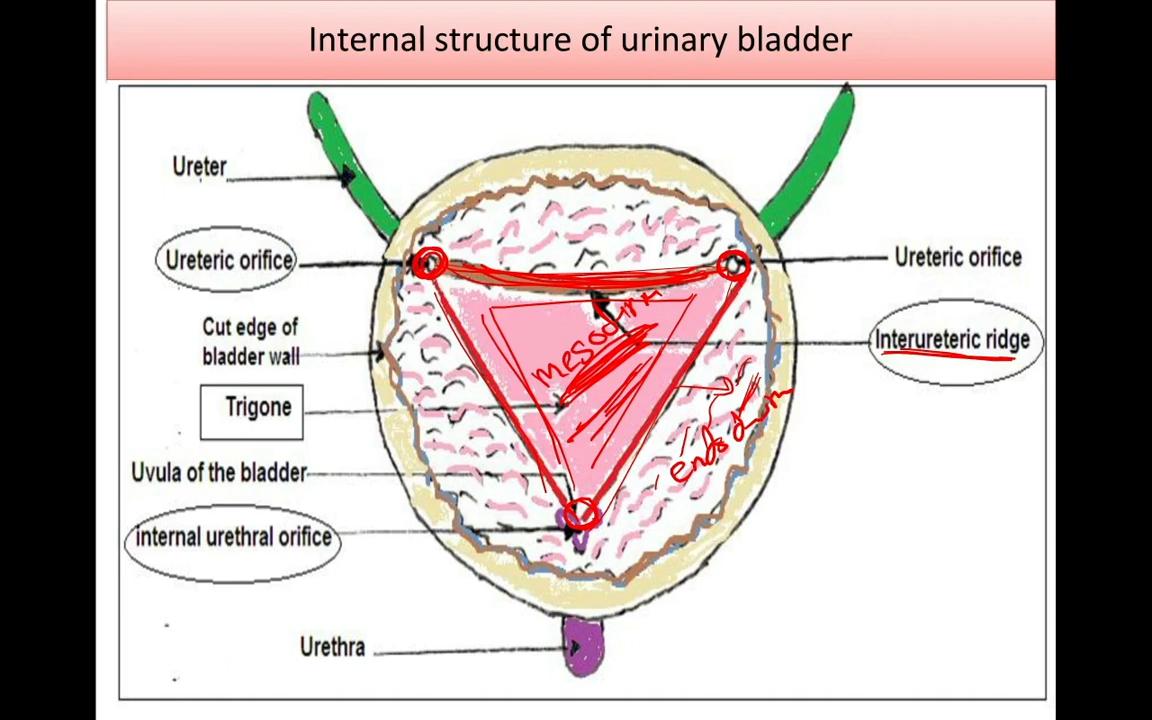 Internal structure of urinary bladder
Ureter
Ureteric orifice
Ureteric orifice
Cut edge of
bladder wall
Interureteric ridge
mesoderm
Trigone
endoderm
Uvula of the bladder
internal urethral orifice
Urethra